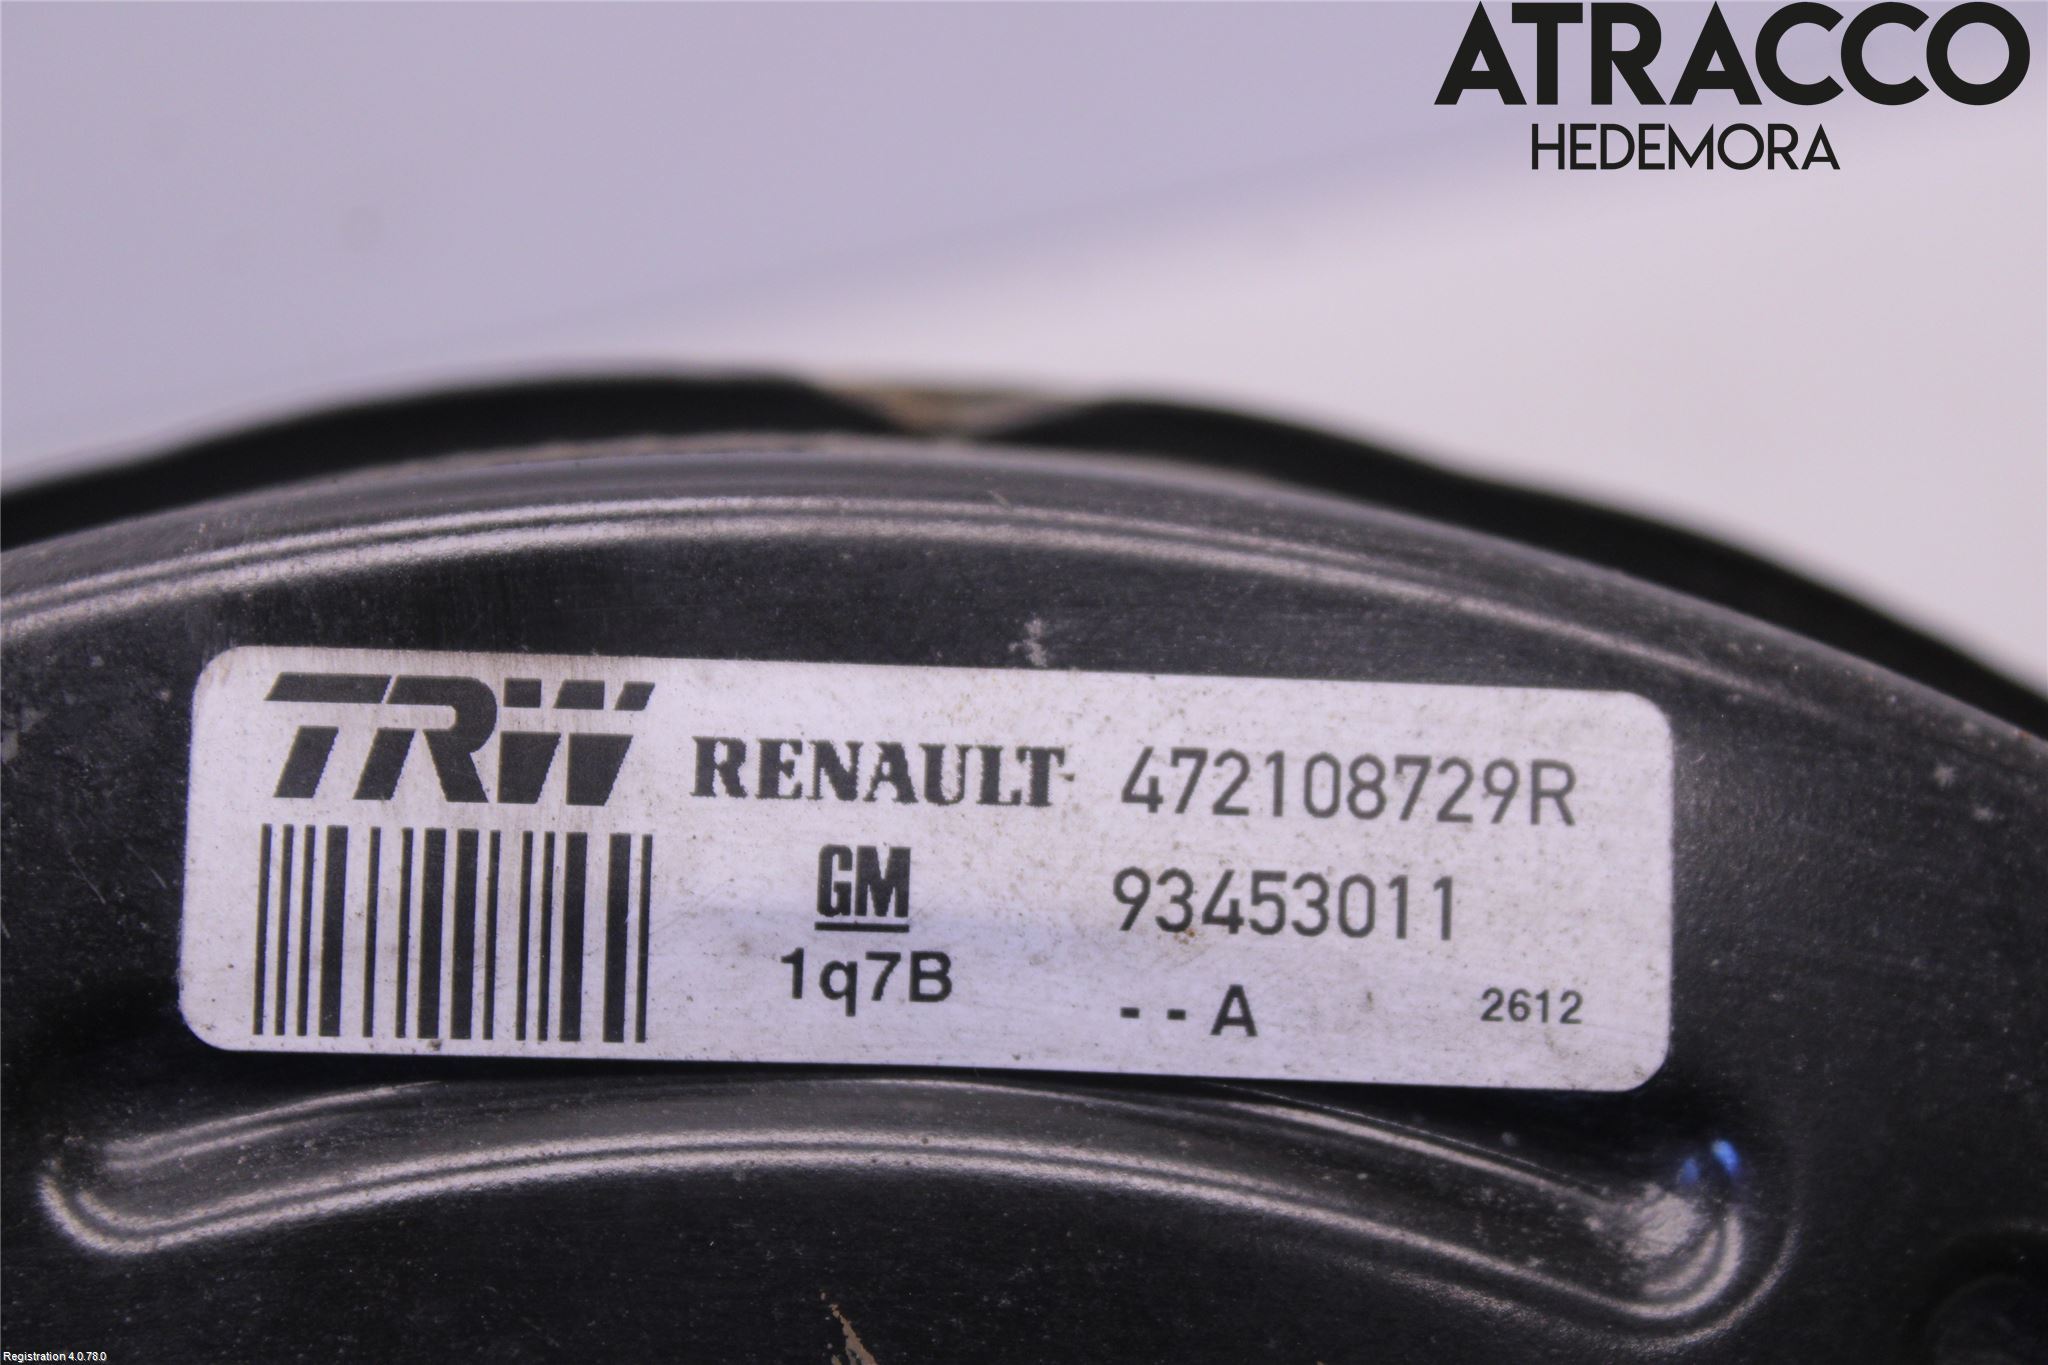 ATRACCO
HEDEMORA
TRW RENAULT 472108729R
GM 93453011
1q7B --A 2612
Registration 4.0.78.0